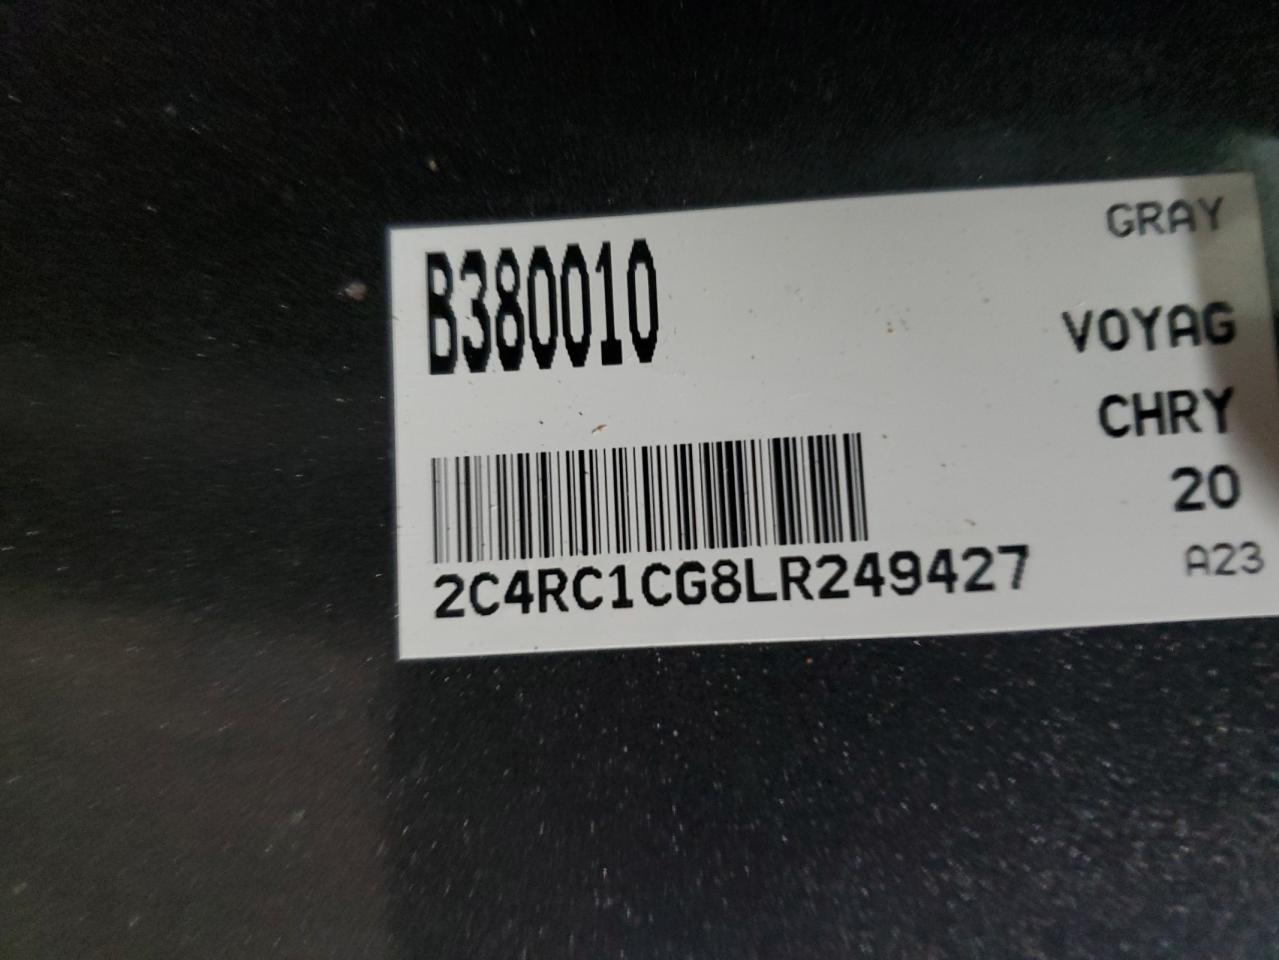 GRAY
B380010
VOYAG
CHRY
20
2C4RC1CG8LR249427
A23